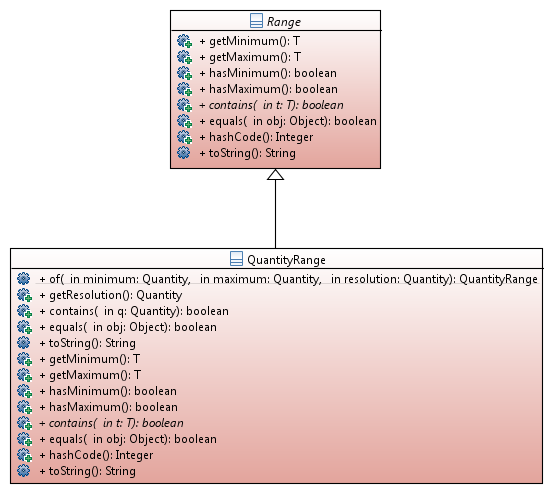 Range
+ getMinimum(): T
+ getMaximum(): T
+ hasMinimum(): boolean
+ hasMaximum(): boolean
+ contains(  in t: T): boolean
+ equals(  in obj: Object): boolean
+ hashCode(): Integer
+ toString(): String
QuantityRange
+ of(  in minimum: Quantity,   in maximum: Quantity,   in resolution: Quantity): QuantityRange
+ getResolution(): Quantity
+ contains(  in q: Quantity): boolean
+ equals(  in obj: Object): boolean
+ toString(): String
+ getMinimum(): T
+ getMaximum(): T
+ hasMinimum(): boolean
+ hasMaximum(): boolean
+ contains(  in t: T): boolean
+ equals(  in obj: Object): boolean
+ hashCode(): Integer
+ toString(): String